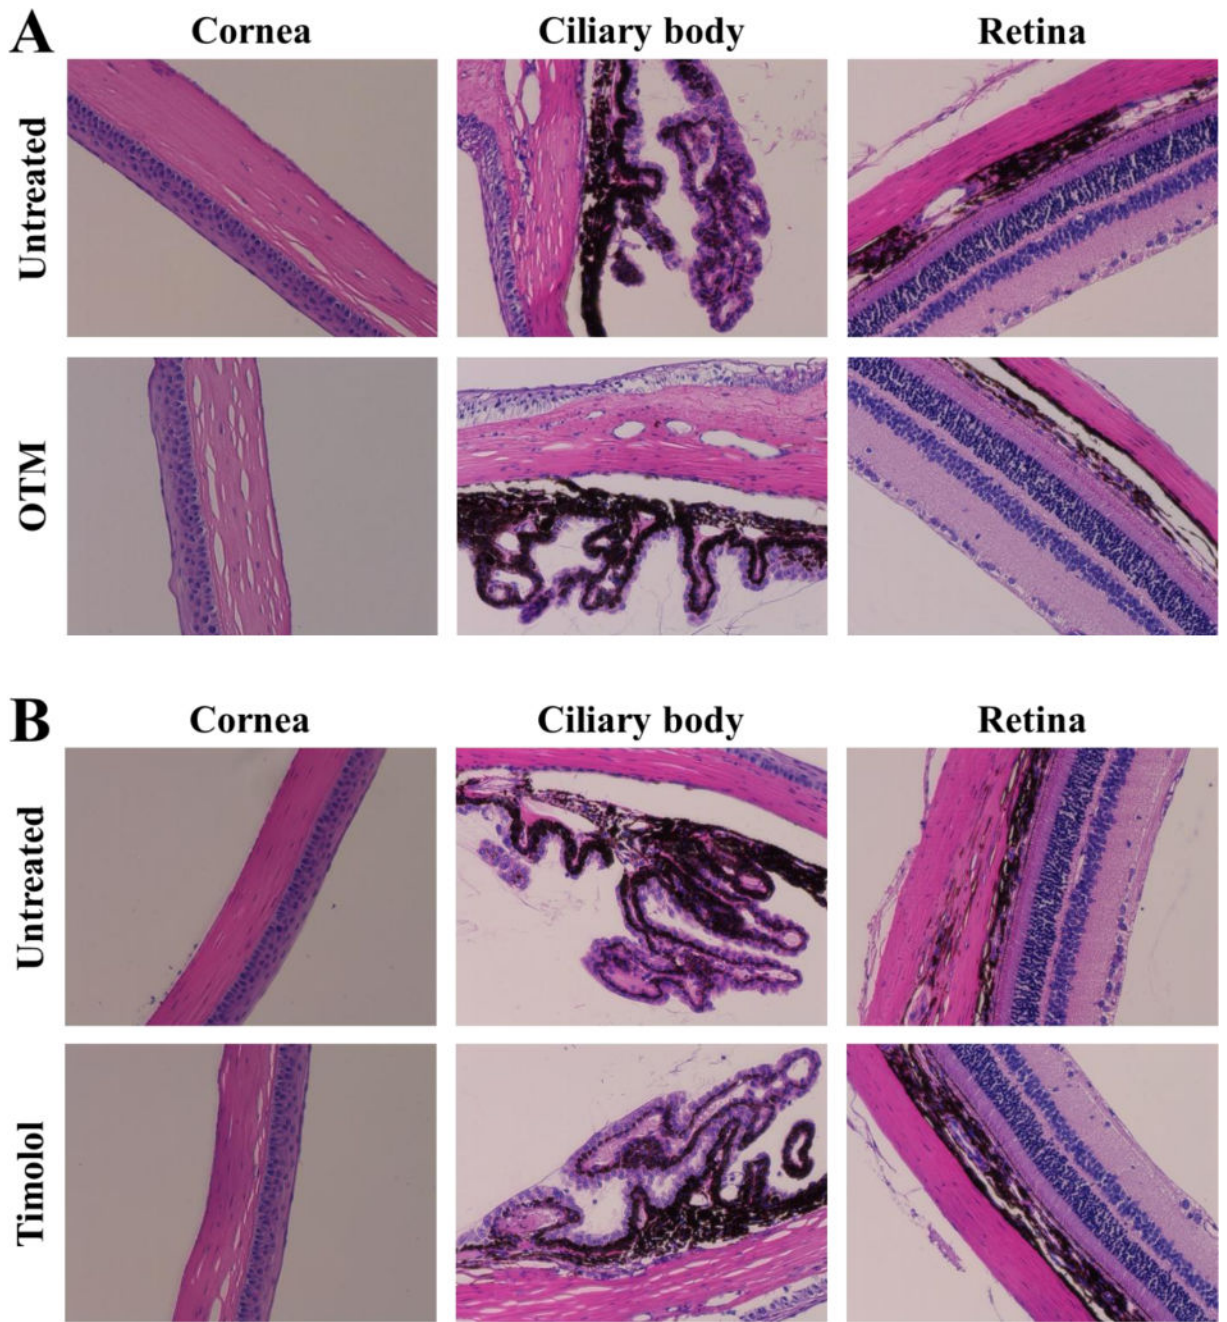 A
Cornea
Ciliary body
Retina
Untreated
OTM
B
Cornea
Ciliary body
Retina
Untreated
Timolol